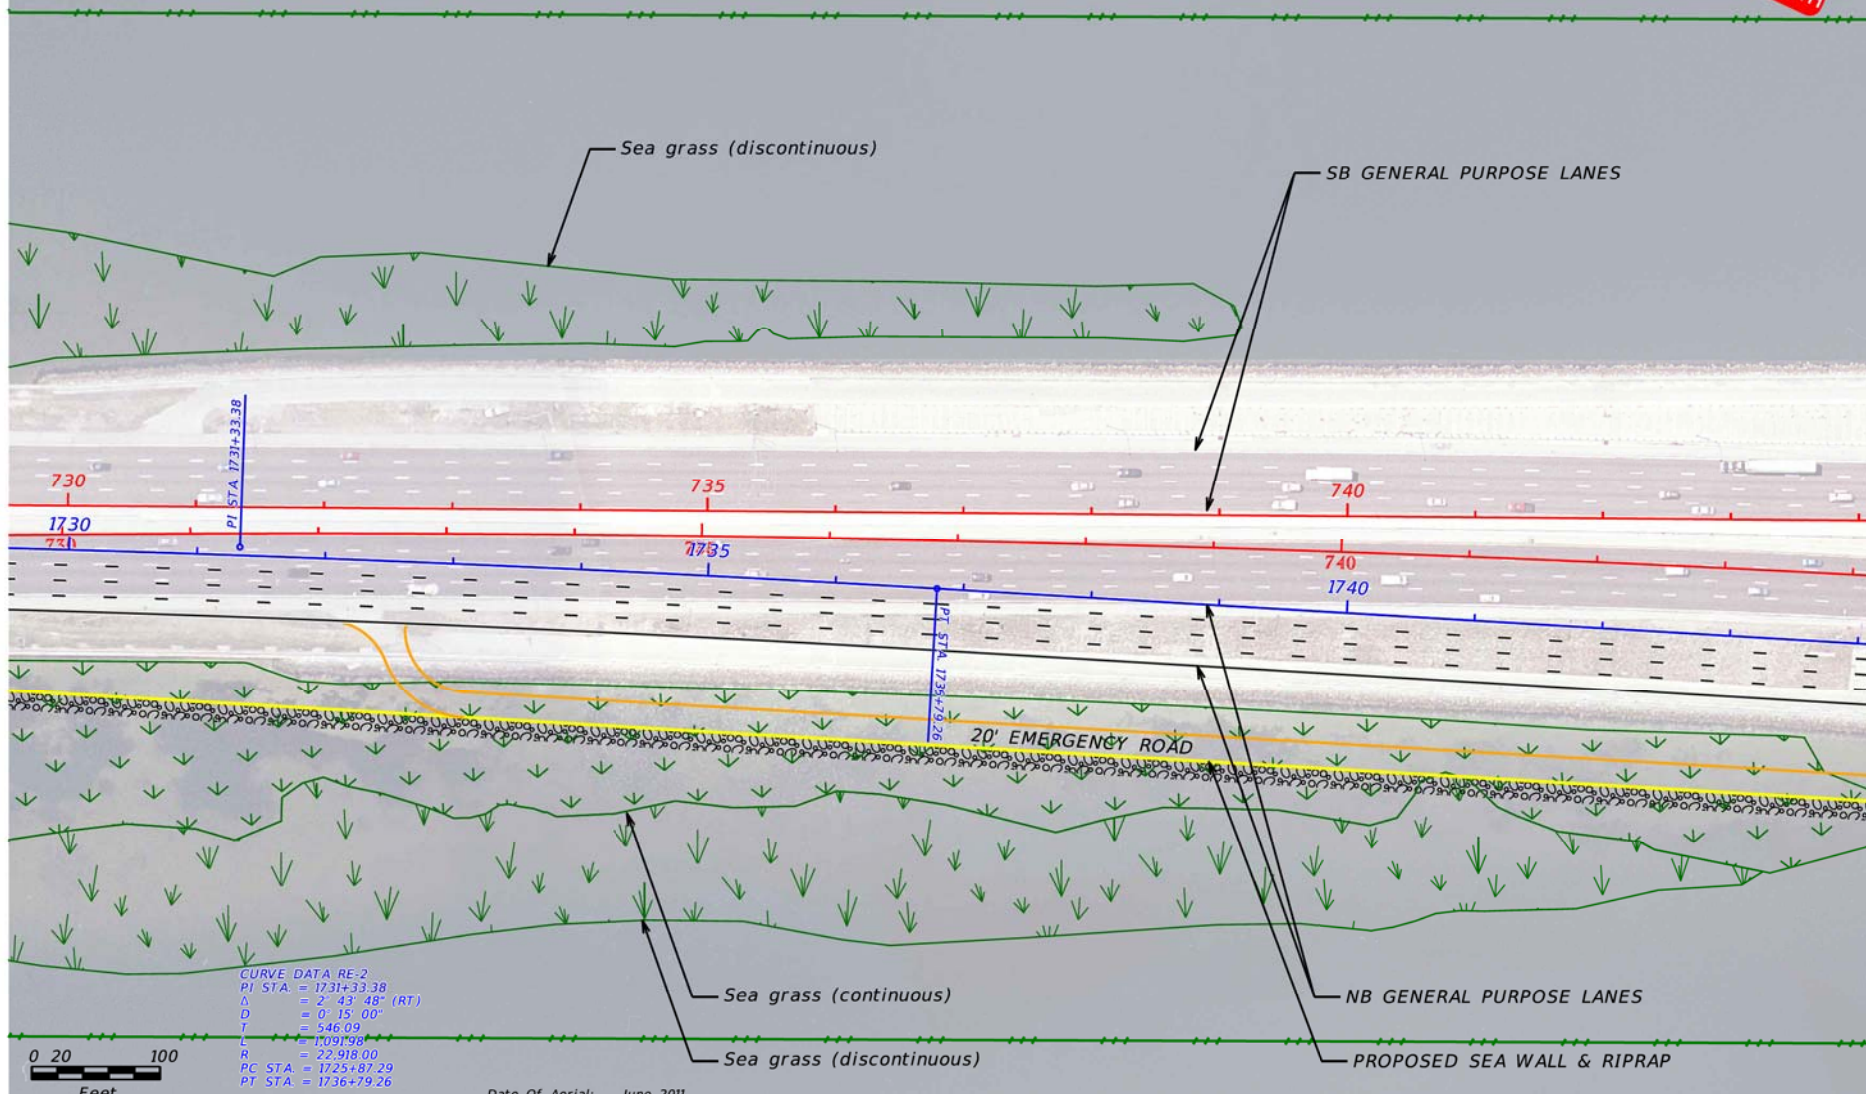 Sea grass (discontinuous)
SB GENERAL PURPOSE LANES
PI STA. 1731+33.38
730
735
740
1730
730
1735
740
1740
PT STA. 1736+79.26
20' EMERGENCY ROAD
CURVE DATA RE-2
PI STA. = 1731+33.38
Δ = 2° 43' 48" (RT)
D = 0° 15' 00"
T = 546.09
L = 1,091.98
R = 22,918.00
PC STA. = 1725+87.29
PT STA. = 1736+79.26
Sea grass (continuous)
NB GENERAL PURPOSE LANES
Sea grass (discontinuous)
PROPOSED SEA WALL & RIPRAP
0 20 100
Feet
Date Of Aerial: June 2011